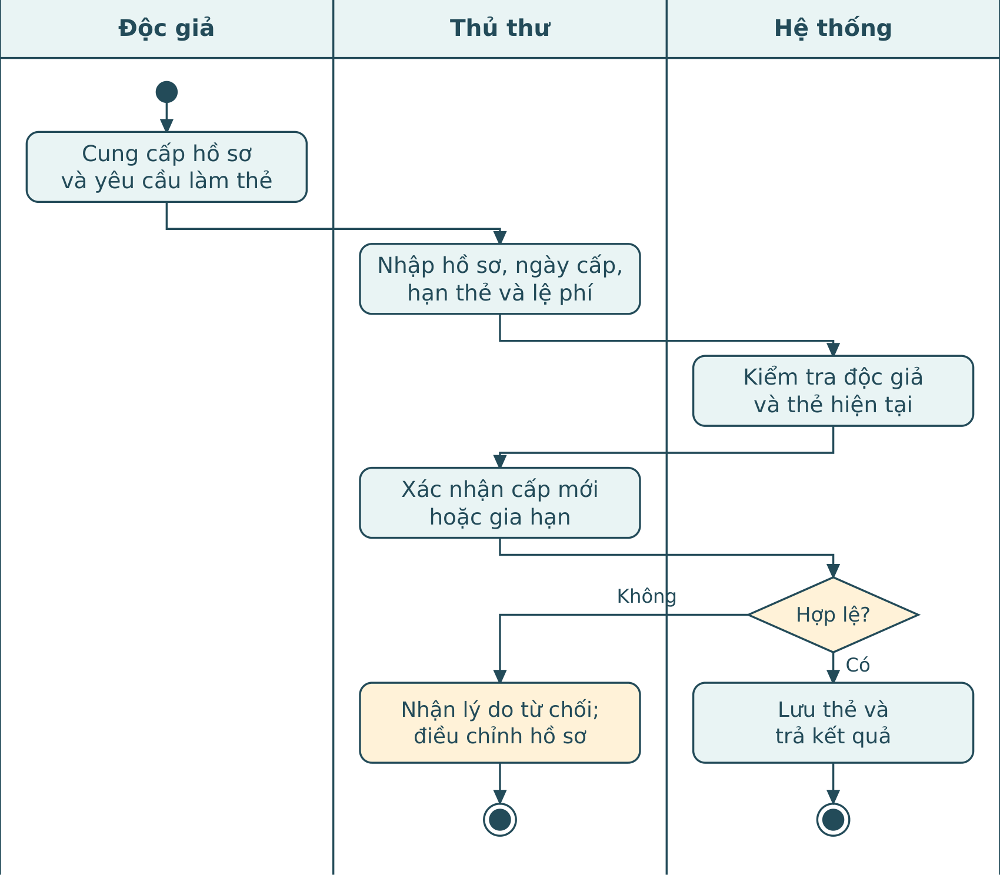 Độc giả
Thủ thư
Hệ thống
Cung cấp hồ sơ
và yêu cầu làm thẻ
Nhập hồ sơ, ngày cấp,
hạn thẻ và lệ phí
Kiểm tra độc giả
và thẻ hiện tại
Xác nhận cấp mới
hoặc gia hạn
Không
Hợp lệ?
Có
Nhận lý do từ chối;
điều chỉnh hồ sơ
Lưu thẻ và
trả kết quả